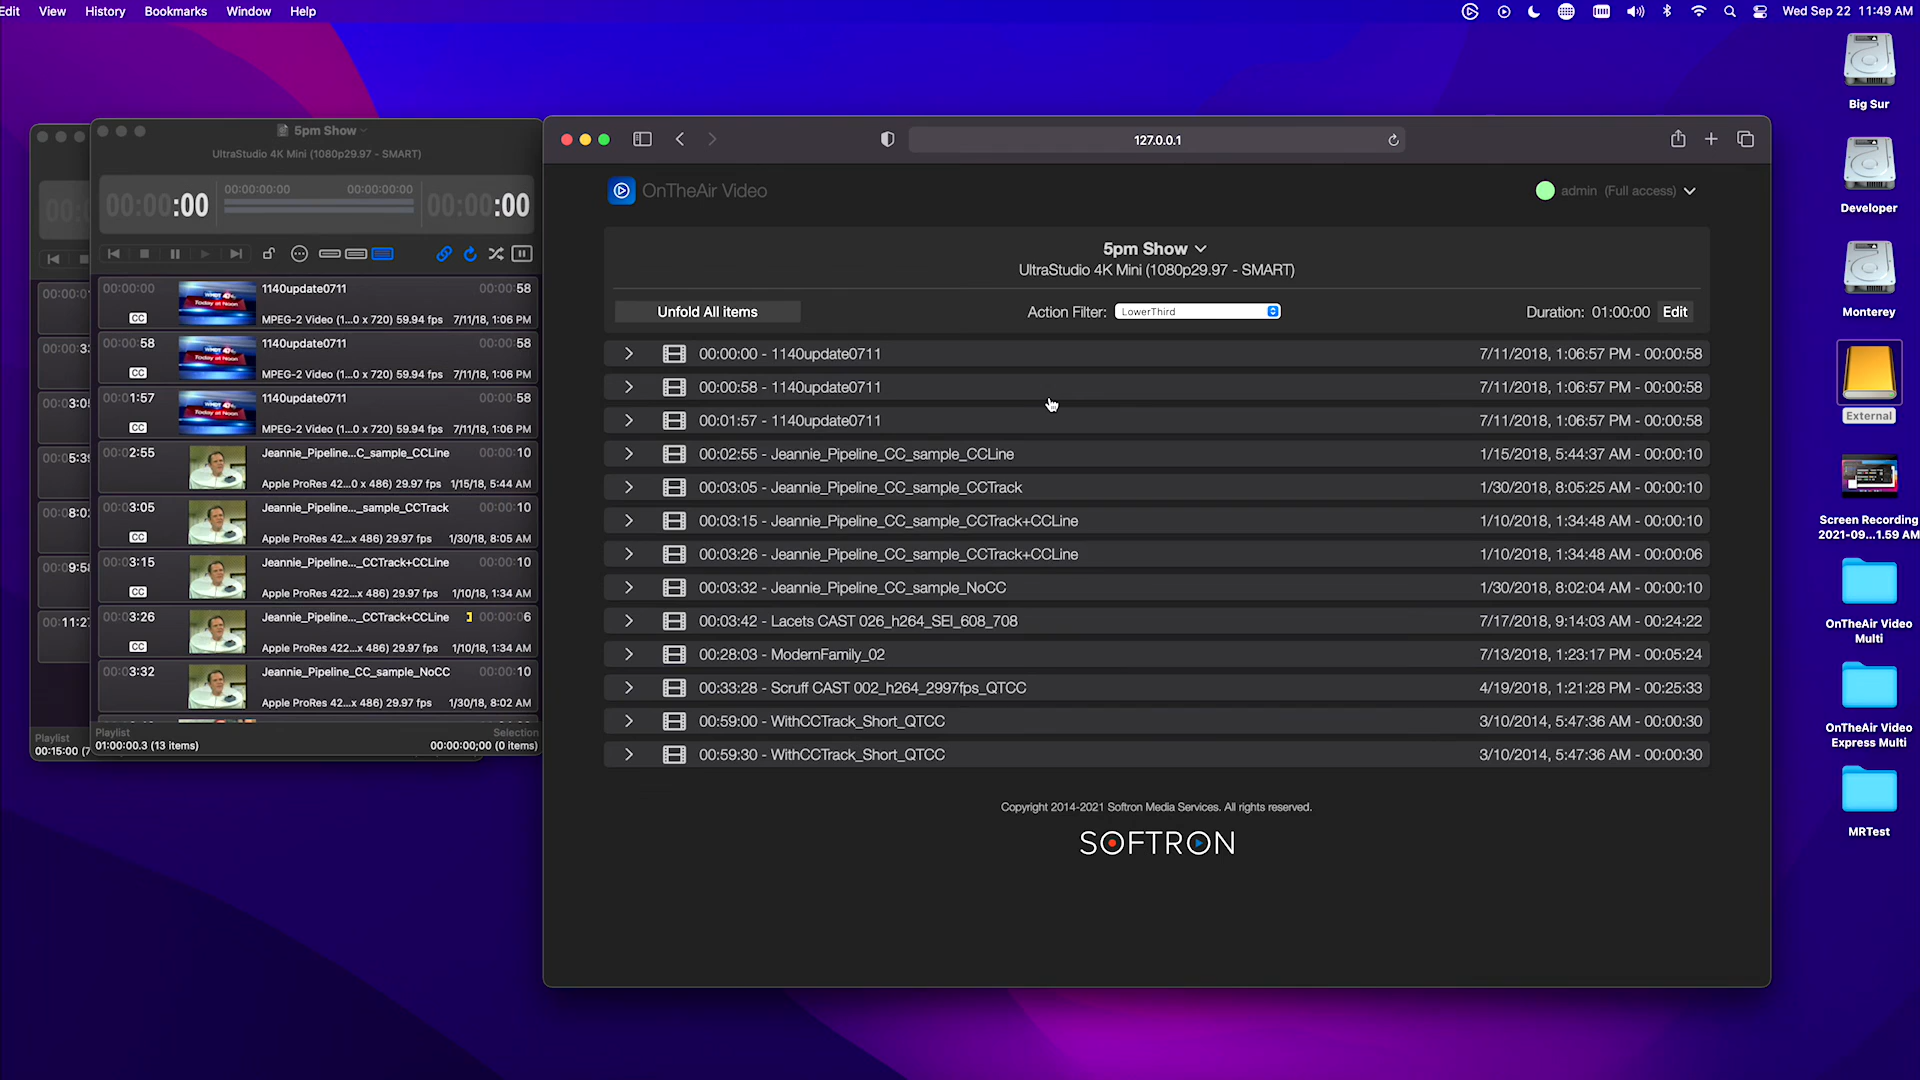 Edit View History Bookmarks Window Help
Wed Sep 22 11:49 AM
5pm Show
UltraStudio 4K Mini (1080p29.97 - SMART)
00:00:00 00:00:00:00 00:00:00:00 00:00:00
00:00:00 1140update0711 00:00:58
CC MPEG-2 Video (1...0 x 720) 59.94 fps 7/11/18, 1:06 PM
00:00:58 1140update0711 00:00:58
CC MPEG-2 Video (1...0 x 720) 59.94 fps 7/11/18, 1:06 PM
00:01:57 1140update0711 00:00:58
CC MPEG-2 Video (1...0 x 720) 59.94 fps 7/11/18, 1:06 PM
00:02:55 Jeannie_Pipeline...C_sample_CCLine 00:00:10
Apple ProRes 42...0 x 486) 29.97 fps 1/15/18, 5:44 AM
00:03:05 Jeannie_Pipeline..._sample_CCTrack 00:00:10
CC Apple ProRes 42...x 486) 29.97 fps 1/30/18, 8:05 AM
00:03:15 Jeannie_Pipeline..._CCTrack+CCLine 00:00:10
CC Apple ProRes 422...x 486) 29.97 fps 1/10/18, 1:34 AM
00:03:26 Jeannie_Pipeline..._CCTrack+CCLine 00:00:06
CC Apple ProRes 422...x 486) 29.97 fps 1/10/18, 1:34 AM
00:03:32 Jeannie_Pipeline_CC_sample_NoCC 00:00:10
Apple ProRes 42...x 486) 29.97 fps 1/30/18, 8:02 AM
Playlist Selection
01:00:00.3 (13 items) 00:00:00;00 (0 items)
Playlist
00:15:00 (7
127.0.0.1
OnTheAir Video
admin (Full access)
5pm Show
UltraStudio 4K Mini (1080p29.97 - SMART)
Unfold All items Action Filter: LowerThird Duration: 01:00:00 Edit
00:00:00 - 1140update0711 7/11/2018, 1:06:57 PM - 00:00:58
00:00:58 - 1140update0711 7/11/2018, 1:06:57 PM - 00:00:58
00:01:57 - 1140update0711 7/11/2018, 1:06:57 PM - 00:00:58
00:02:55 - Jeannie_Pipeline_CC_sample_CCLine 1/15/2018, 5:44:37 AM - 00:00:10
00:03:05 - Jeannie_Pipeline_CC_sample_CCTrack 1/30/2018, 8:05:25 AM - 00:00:10
00:03:15 - Jeannie_Pipeline_CC_sample_CCTrack+CCLine 1/10/2018, 1:34:48 AM - 00:00:10
00:03:26 - Jeannie_Pipeline_CC_sample_CCTrack+CCLine 1/10/2018, 1:34:48 AM - 00:00:06
00:03:32 - Jeannie_Pipeline_CC_sample_NoCC 1/30/2018, 8:02:04 AM - 00:00:10
00:03:42 - Lacets CAST 026_h264_SEI_608_708 7/17/2018, 9:14:03 AM - 00:24:22
00:28:03 - ModernFamily_02 7/13/2018, 1:23:17 PM - 00:05:24
00:33:28 - Scruff CAST 002_h264_2997fps_QTCC 4/19/2018, 1:21:28 PM - 00:25:33
00:59:00 - WithCCTrack_Short_QTCC 3/10/2014, 5:47:36 AM - 00:00:30
00:59:30 - WithCCTrack_Short_QTCC 3/10/2014, 5:47:36 AM - 00:00:30
Copyright 2014-2021 Softron Media Services. All rights reserved.
SOFTRON
Big Sur
Developer
Monterey
External
Screen Recording
2021-09...1.59 AM
OnTheAir Video
Multi
OnTheAir Video
Express Multi
MRTest